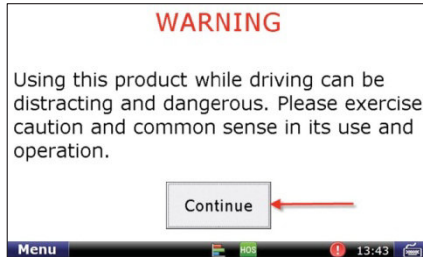 WARNING
Using this product while driving can be
distracting and dangerous. Please exercise
caution and common sense in its use and
operation.
Continue
Menu HOS 13:43